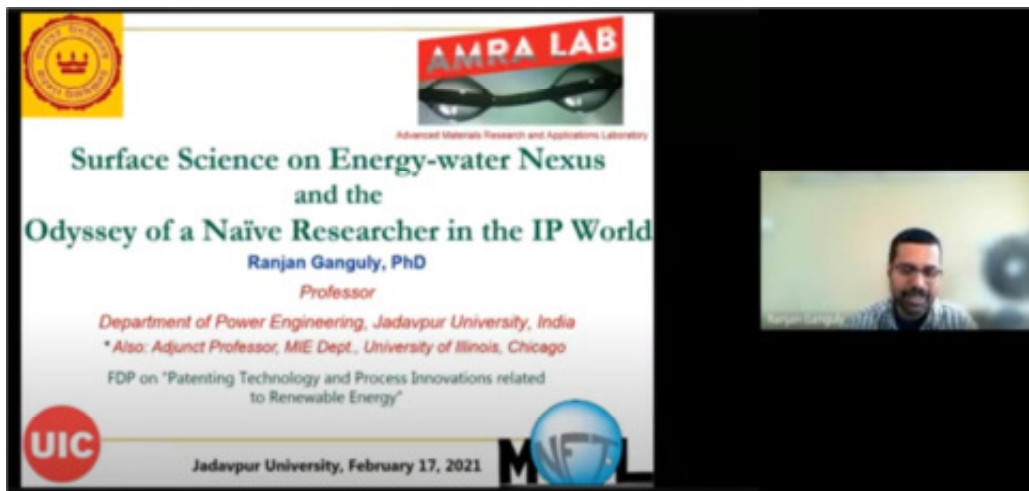 AMRA LAB
Advanced Materials Research and Applications Laboratory
Surface Science on Energy-water Nexus
and the
Odyssey of a Naïve Researcher in the IP World
Ranjan Ganguly, PhD
Professor
Department of Power Engineering, Jadavpur University, India
* Also: Adjunct Professor, MIE Dept., University of Illinois, Chicago
FDP on "Patenting Technology and Process Innovations related
to Renewable Energy"
UIC
Jadavpur University, February 17, 2021
MNFTL
Ranjan Ganguly